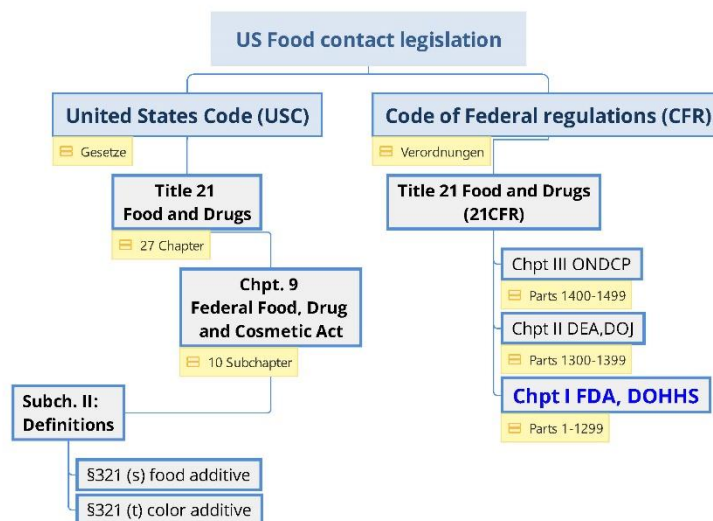 US Food contact legislation
United States Code (USC)
Gesetze
Title 21
Food and Drugs
27 Chapter
Chpt. 9
Federal Food, Drug
and Cosmetic Act
10 Subchapter
Subch. II:
Definitions
§321 (s) food additive
§321 (t) color additive
Code of Federal regulations (CFR)
Verordnungen
Title 21 Food and Drugs
(21CFR)
Chpt III ONDCP
Parts 1400-1499
Chpt II DEA,DOJ
Parts 1300-1399
Chpt I FDA, DOHHS
Parts 1-1299